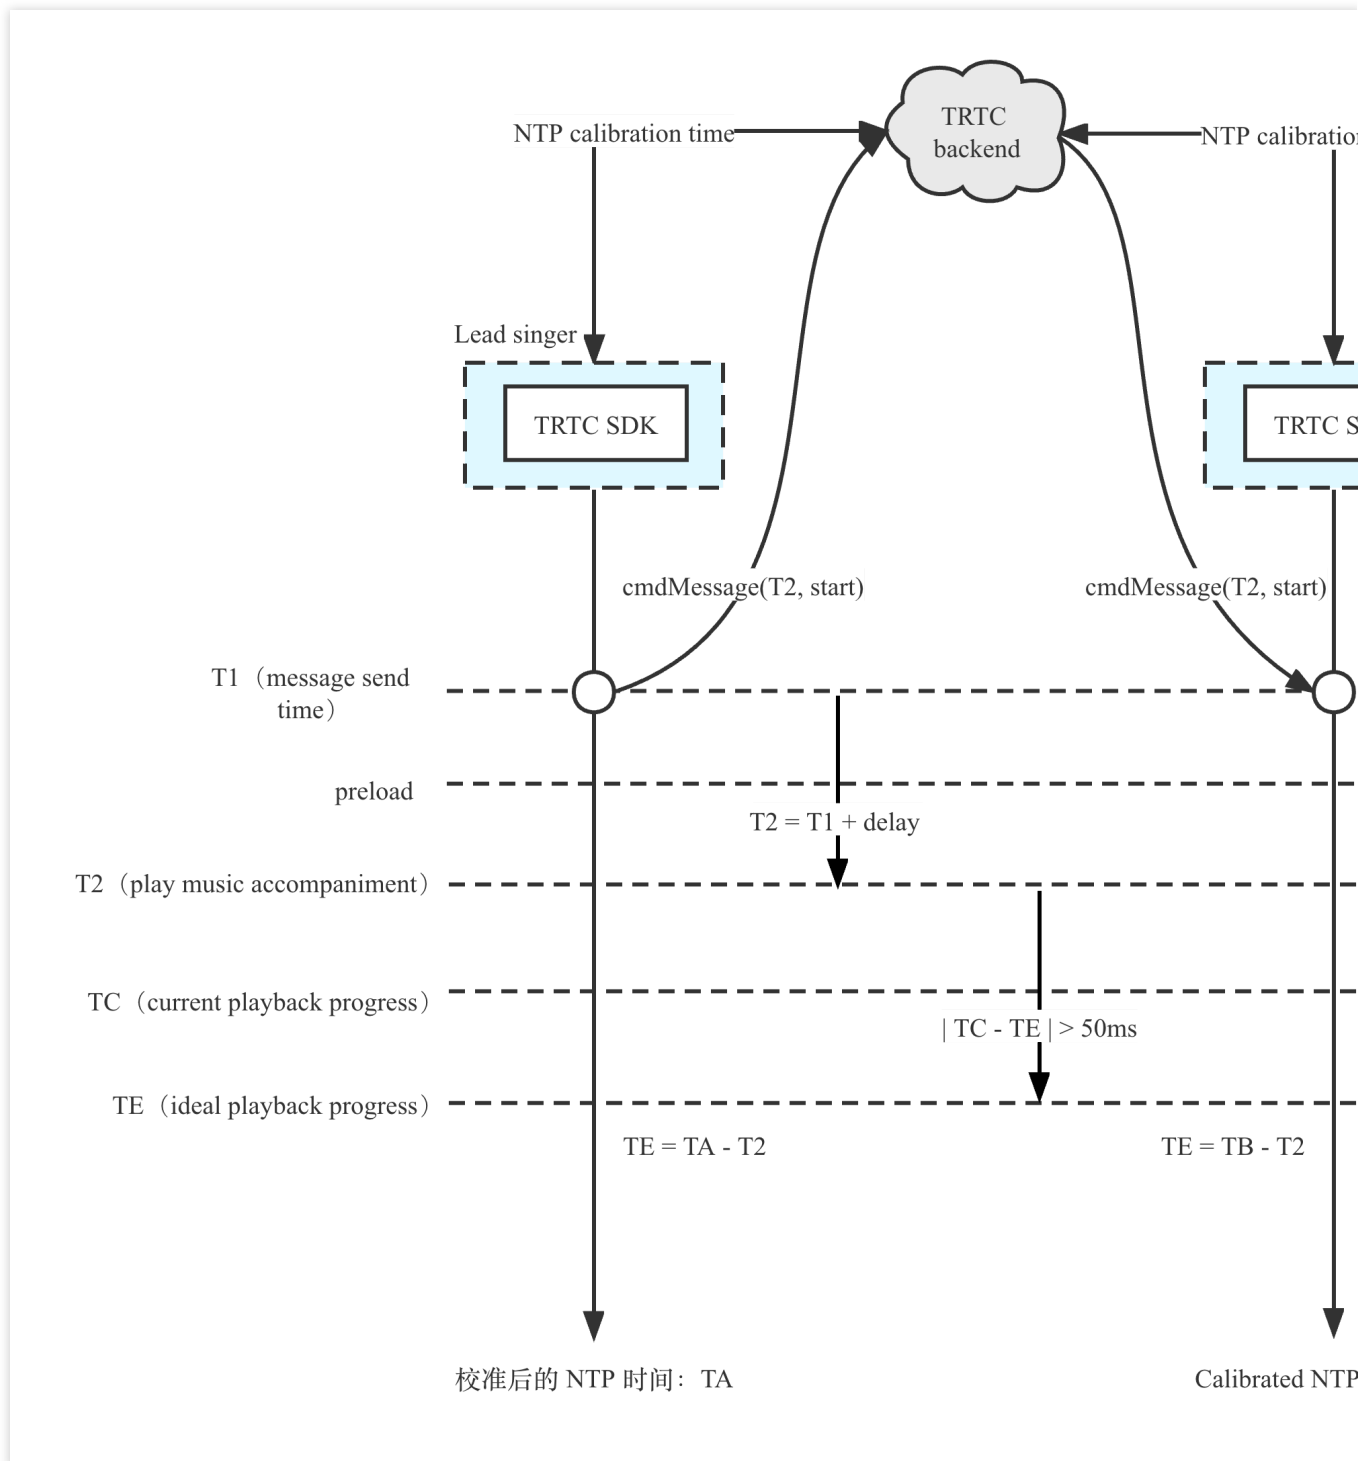 TRTC
backend
NTP calibration time
NTP calibration
Lead singer
TRTC SDK
TRTC S
cmdMessage(T2, start)
cmdMessage(T2, start)
T1（message send
time）
preload
T2 = T1 + delay
T2（play music accompaniment）
TC（current playback progress）
| TC - TE | > 50ms
TE（ideal playback progress）
TE = TA - T2
TE = TB - T2
校准后的 NTP 时间：TA
Calibrated NTP